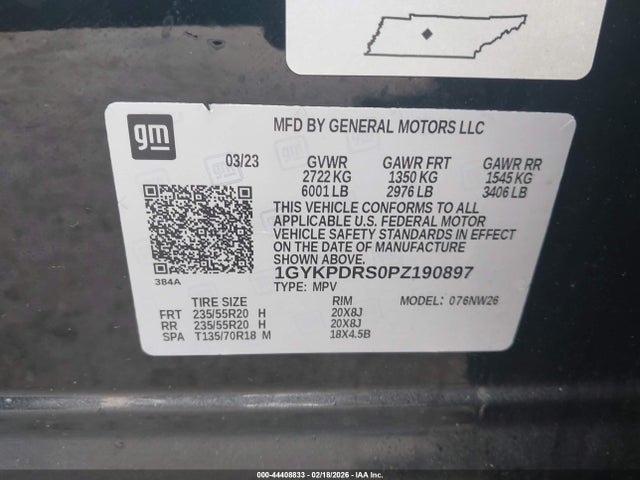 gm
MFD BY GENERAL MOTORS LLC
03/23 GVWR GAWR FRT GAWR RR
2722 KG 1350 KG 1545 KG
6001 LB 2976 LB 3406 LB
THIS VEHICLE CONFORMS TO ALL
APPLICABLE U.S. FEDERAL MOTOR
VEHICLE SAFETY STANDARDS IN EFFECT
ON THE DATE OF MANUFACTURE
SHOWN ABOVE.
1GYKPDRS0PZ190897
384A
TYPE: MPV
TIRE SIZE RIM MODEL: 076NW26
FRT 235/55R20 H 20X8J
RR 235/55R20 H 20X8J
SPA T135/70R18 M 18X4.5B
000-44408833 - 02/18/2026 - IAA Inc.